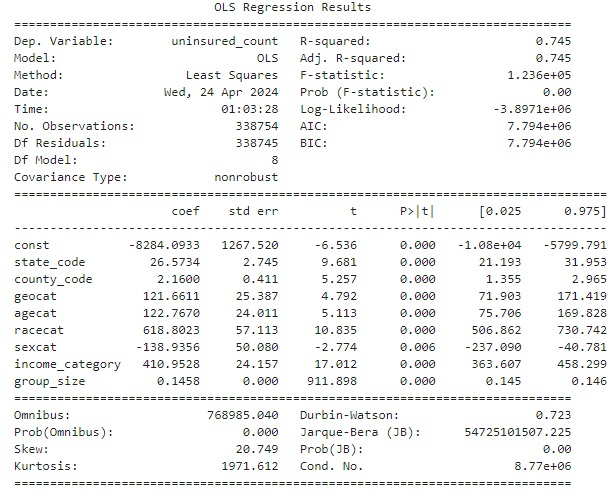 OLS Regression Results
==============================================================================
Dep. Variable: uninsured_count R-squared: 0.745
Model: OLS Adj. R-squared: 0.745
Method: Least Squares F-statistic: 1.236e+05
Date: Wed, 24 Apr 2024 Prob (F-statistic): 0.00
Time: 01:03:28 Log-Likelihood: -3.8971e+06
No. Observations: 338754 AIC: 7.794e+06
Df Residuals: 338745 BIC: 7.794e+06
Df Model: 8
Covariance Type: nonrobust
===================================================================================
coef std err t P>|t| [0.025 0.975]
-----------------------------------------------------------------------------------
const -8284.0933 1267.520 -6.536 0.000 -1.08e+04 -5799.791
state_code 26.5734 2.745 9.681 0.000 21.193 31.953
county_code 2.1600 0.411 5.257 0.000 1.355 2.965
geocat 121.6611 25.387 4.792 0.000 71.903 171.419
agecat 122.7670 24.011 5.113 0.000 75.706 169.828
racecat 618.8023 57.113 10.835 0.000 506.862 730.742
sexcat -138.9356 50.080 -2.774 0.006 -237.090 -40.781
income_category 410.9528 24.157 17.012 0.000 363.607 458.299
group_size 0.1458 0.000 911.898 0.000 0.145 0.146
==============================================================================
Omnibus: 768985.040 Durbin-Watson: 0.723
Prob(Omnibus): 0.000 Jarque-Bera (JB): 54725101507.225
Skew: 20.749 Prob(JB): 0.00
Kurtosis: 1971.612 Cond. No. 8.77e+06
==============================================================================